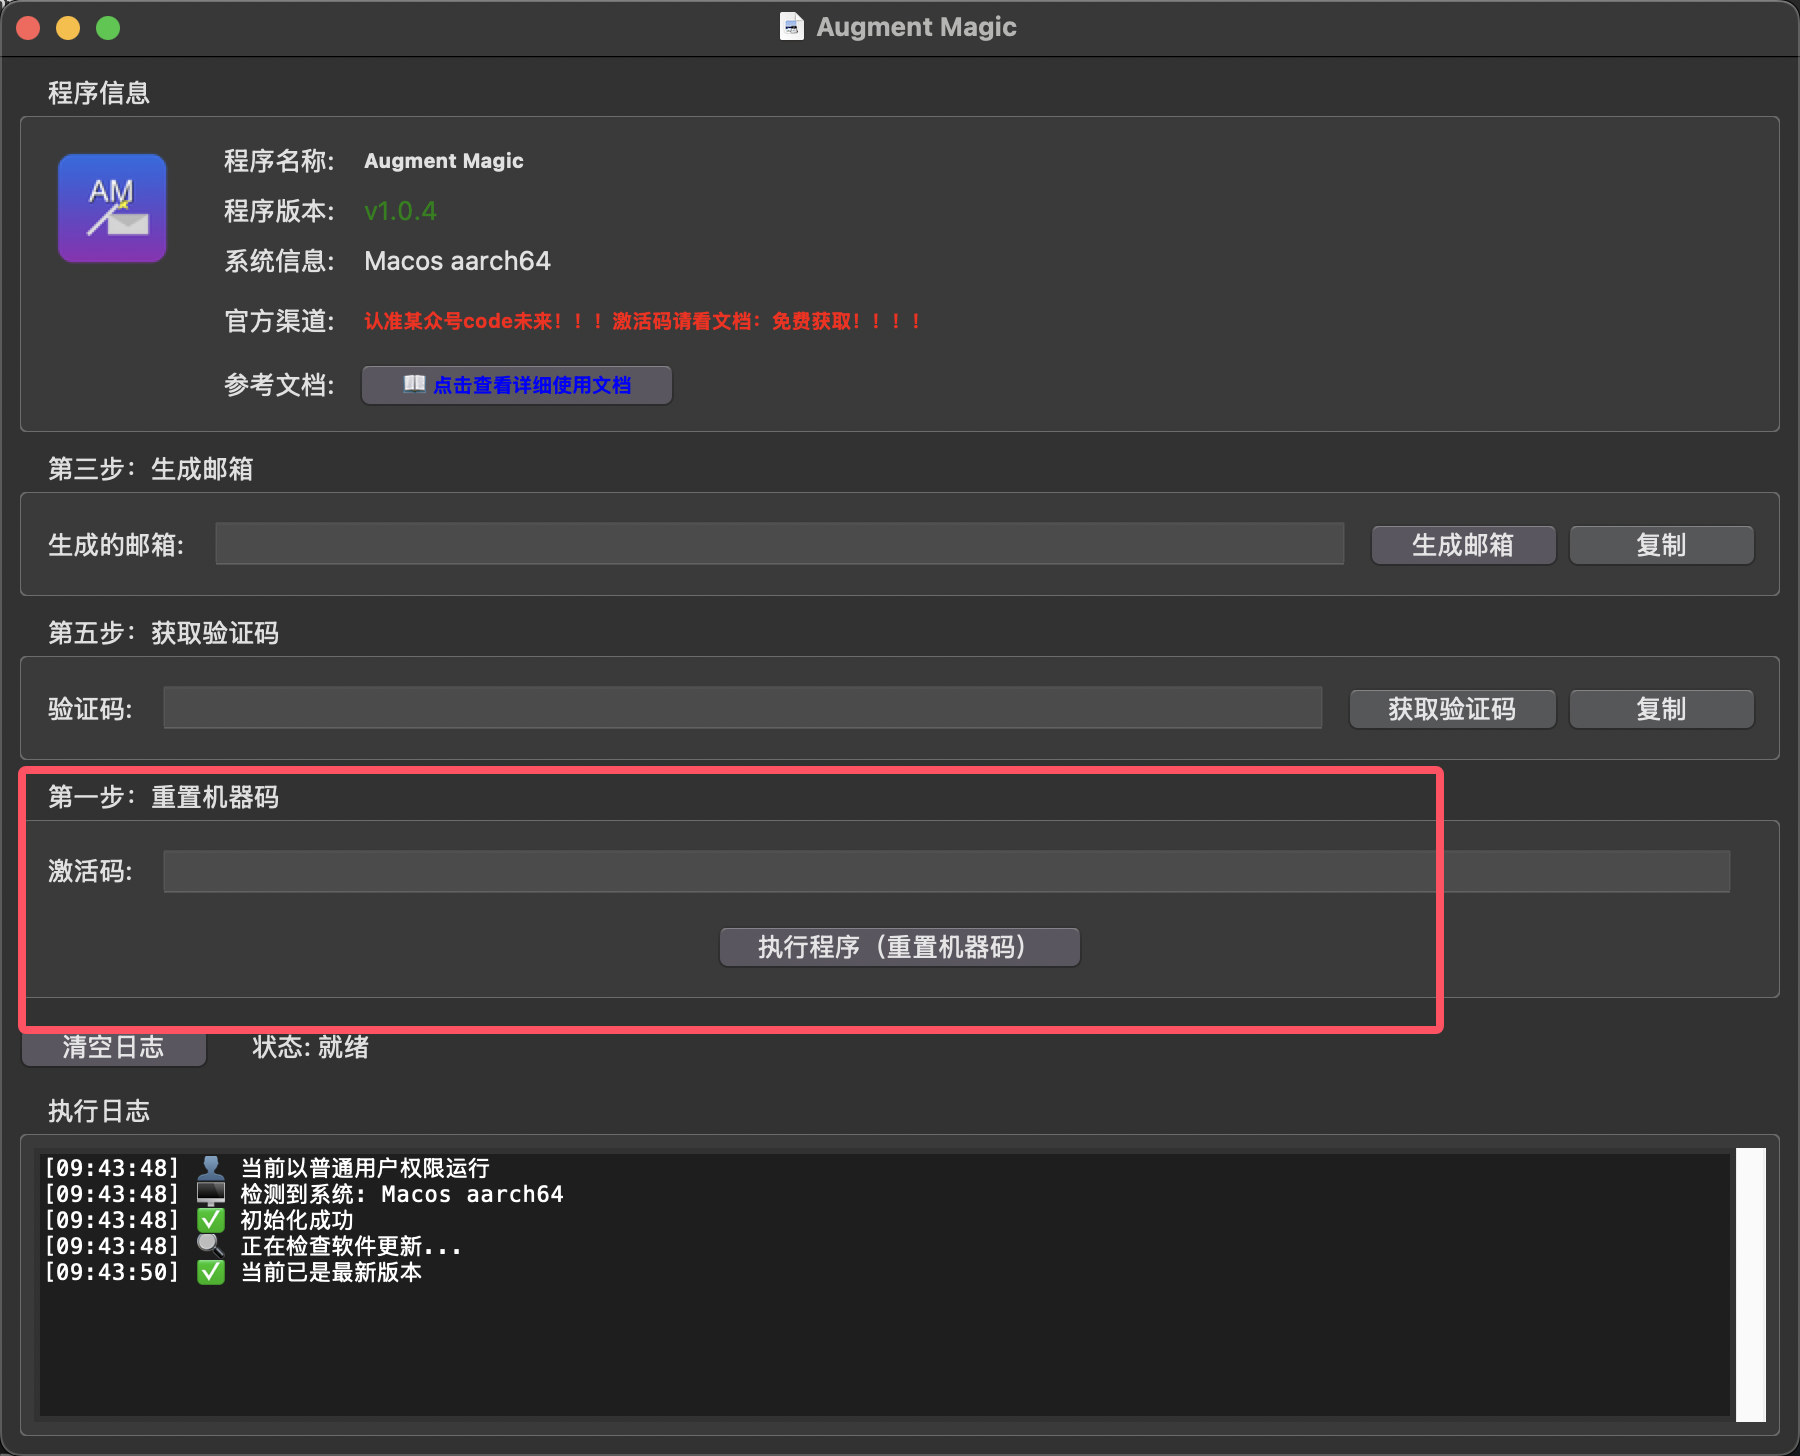 Augment Magic
程序信息
AM
程序名称: Augment Magic
程序版本: v1.0.4
系统信息: Macos aarch64
官方渠道: 认准某众号code未来！！！激活码请看文档：免费获取！！！！
参考文档: 📖 点击查看详细使用文档
第三步：生成邮箱
生成的邮箱: 生成邮箱 复制
第五步：获取验证码
验证码: 获取验证码 复制
第一步：重置机器码
激活码:
执行程序（重置机器码）
清空日志 状态: 就绪
执行日志
[09:43:48] 👤 当前以普通用户权限运行
[09:43:48] 🖥️ 检测到系统: Macos aarch64
[09:43:48] ✅ 初始化成功
[09:43:48] 🔍 正在检查软件更新...
[09:43:50] ✅ 当前已是最新版本